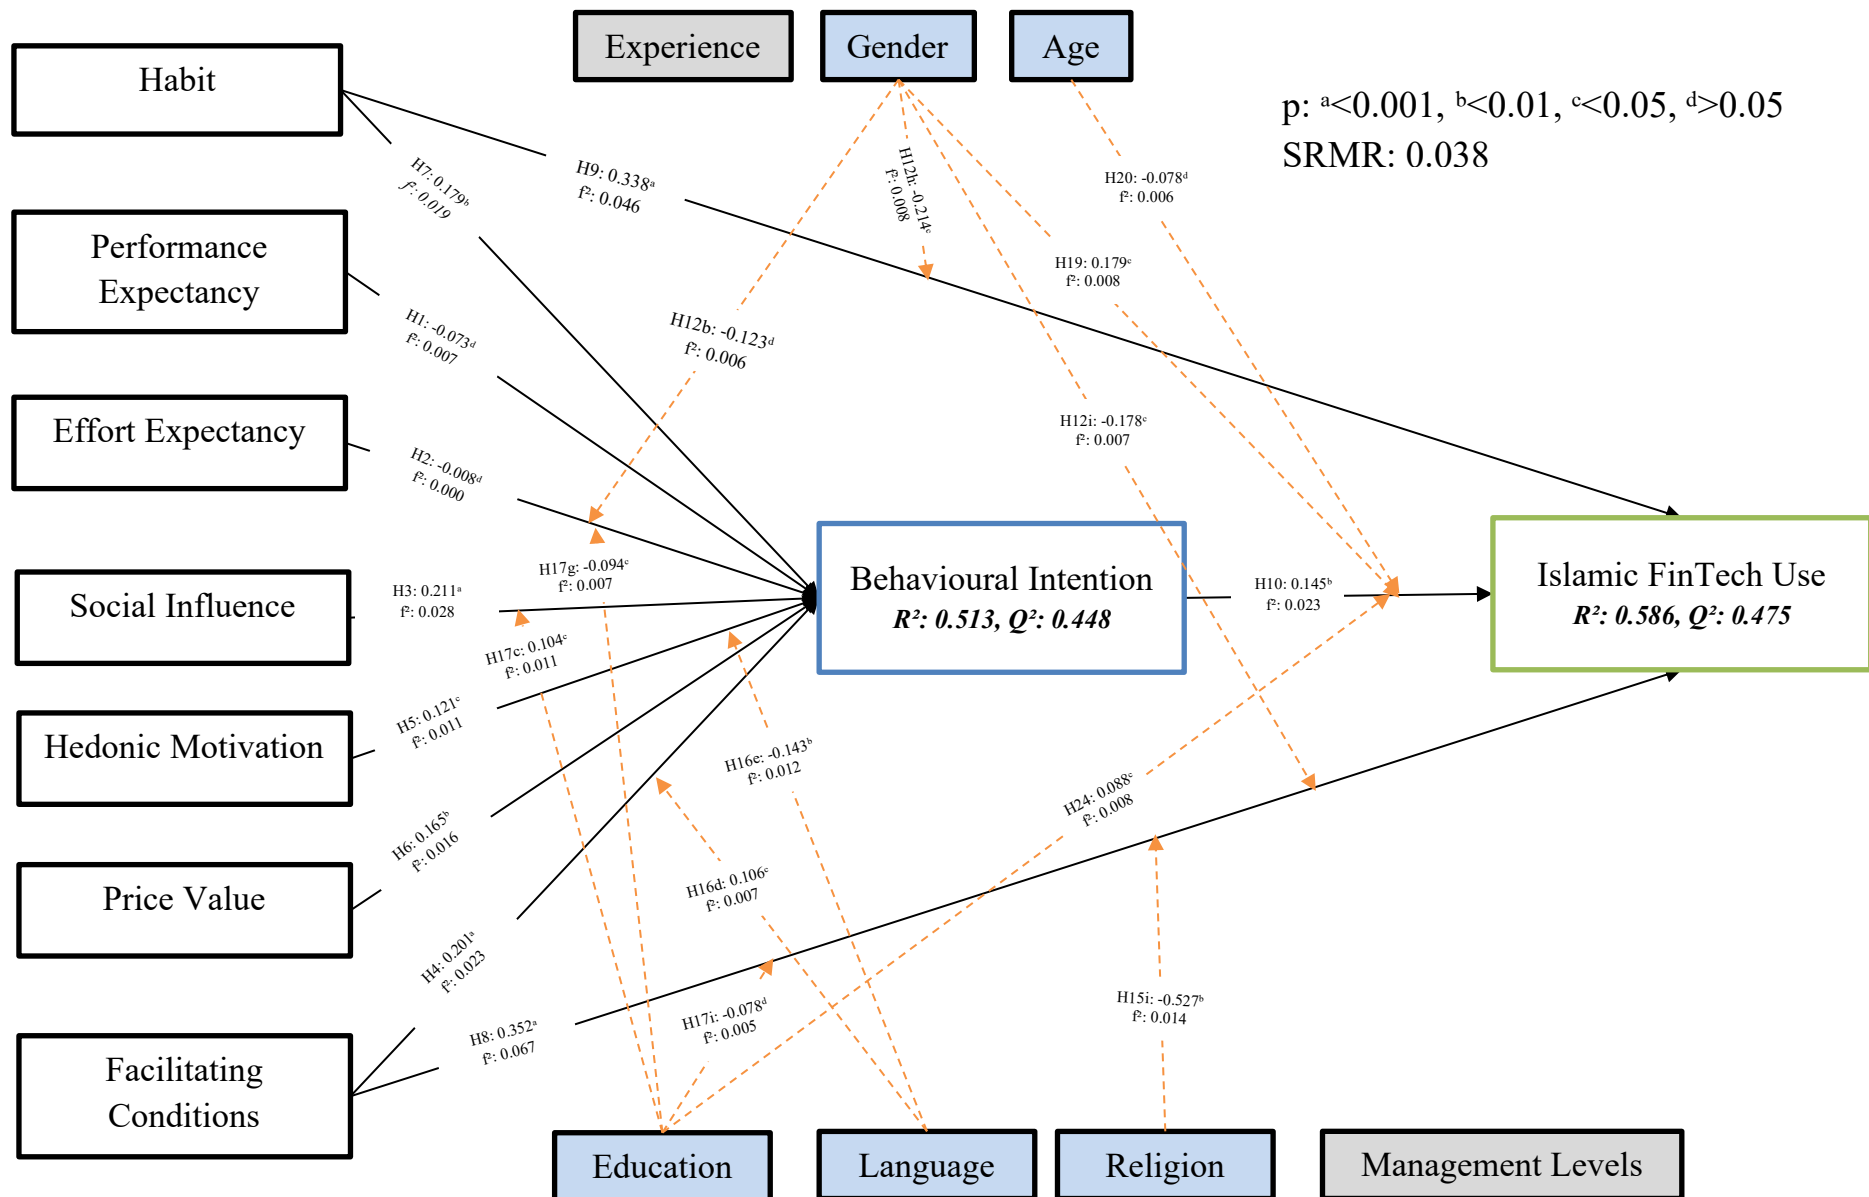 Experience
Gender
Age
Habit
p: ᵃ<0.001, ᵇ<0.01, ᶜ<0.05, ᵈ>0.05
SRMR: 0.038
H7: 0.179ᵇ
f²: 0.019
H9: 0.338ᵃ
f²: 0.046
H12h: -0.214ᶜ
f²: 0.008
H20: -0.078ᵈ
f²: 0.006
Performance
Expectancy
H19: 0.179ᶜ
f²: 0.008
H1: -0.073ᵈ
f²: 0.007
H12b: -0.123ᵈ
f²: 0.006
Effort Expectancy
H12i: -0.178ᶜ
f²: 0.007
H2: -0.008ᵈ
f²: 0.000
Social Influence
H3: 0.211ᵃ
f²: 0.028
H17g: -0.094ᶜ
f²: 0.007
Behavioural Intention
R²: 0.513, Q²: 0.448
H10: 0.145ᵇ
f²: 0.023
Islamic FinTech Use
R²: 0.586, Q²: 0.475
H17c: 0.104ᶜ
f²: 0.011
Hedonic Motivation
H5: 0.121ᶜ
f²: 0.011
H16e: -0.143ᵇ
f²: 0.012
H24: 0.088ᶜ
f²: 0.008
Price Value
H6: 0.165ᵇ
f²: 0.016
H16d: 0.106ᶜ
f²: 0.007
H4: 0.201ᵃ
f²: 0.023
Facilitating
Conditions
H8: 0.352ᵃ
f²: 0.067
H17i: -0.078ᵈ
f²: 0.005
H15i: -0.527ᵇ
f²: 0.014
Education
Language
Religion
Management Levels